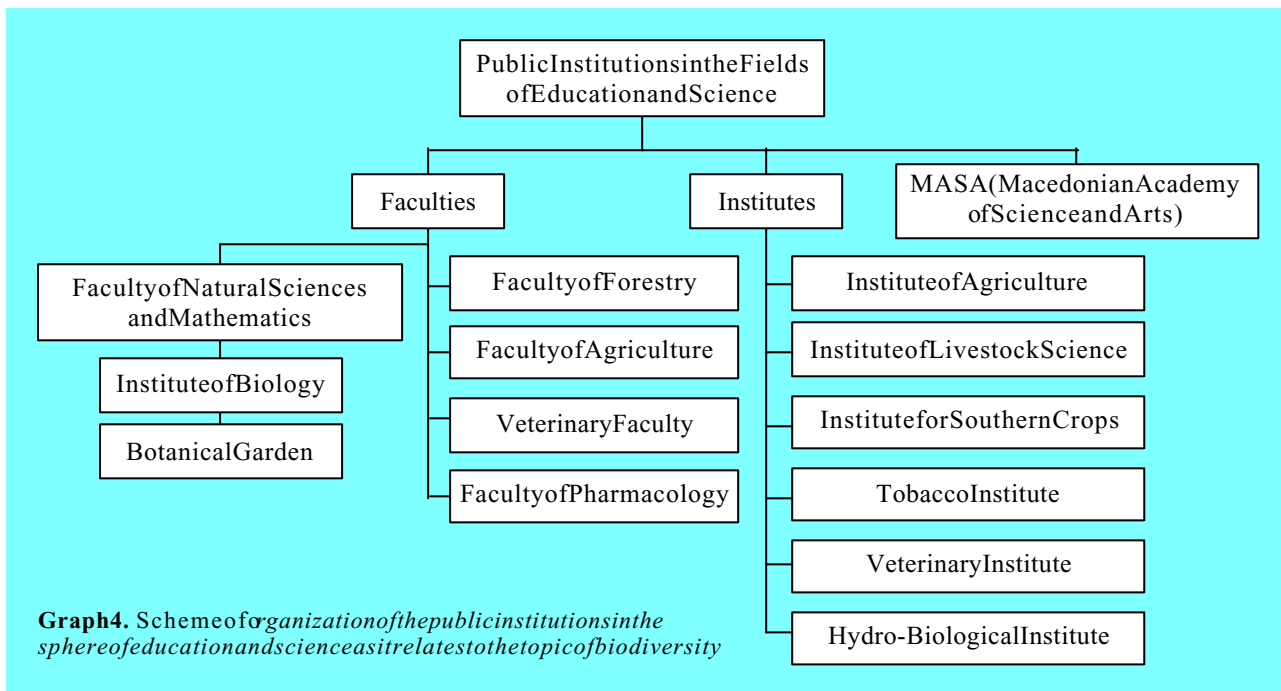 PublicInstitutionsintheFields
ofEducationandScience
Faculties
Institutes
MASA(MacedonianAcademy
ofScienceandArts)
FacultyofNaturalSciences
andMathematics
InstituteofBiology
BotanicalGarden
FacultyofForestry
FacultyofAgriculture
VeterinaryFaculty
FacultyofPharmacology
InstituteofAgriculture
InstituteofLivestockScience
InstituteforSouthernCrops
TobaccoInstitute
VeterinaryInstitute
Hydro-BiologicalInstitute
Graph4. Schemeoforganizationofthepublicinstitutionsinthe
sphereofeducationandscienceasitrelatestothetopicofbiodiversity